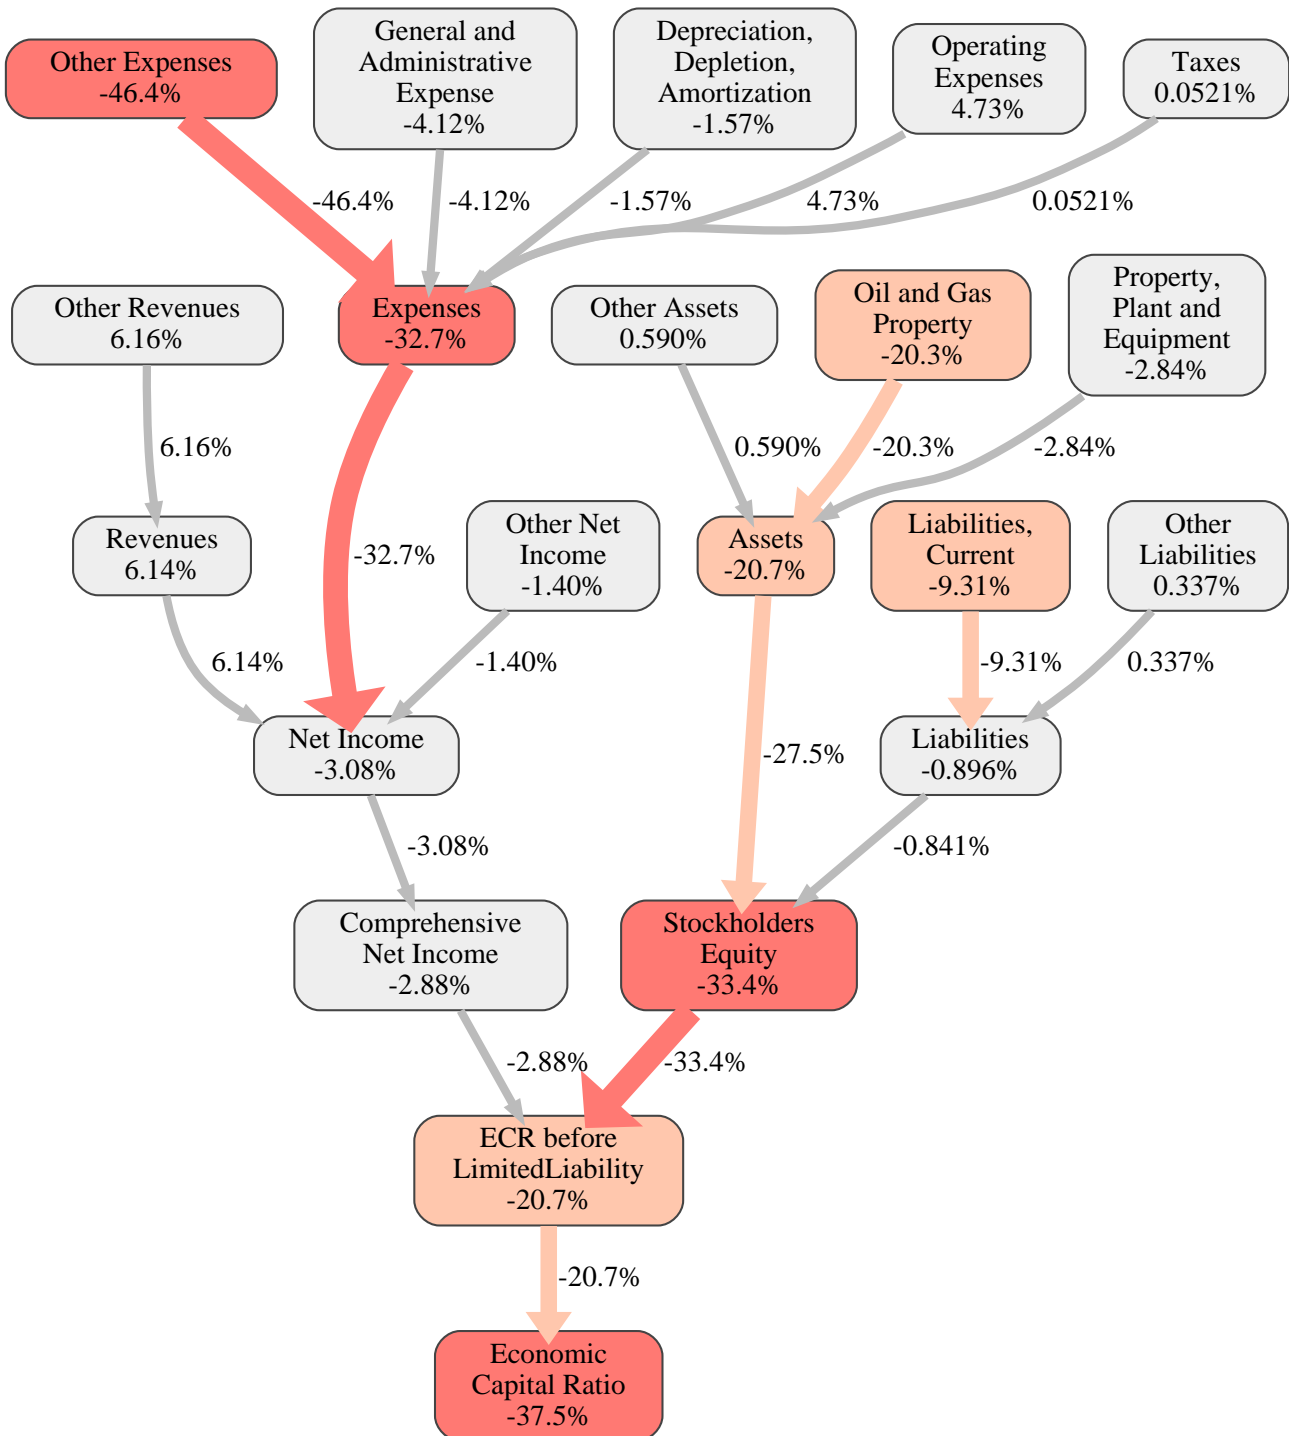 Other Expenses
-46.4%
General and
Administrative
Expense
-4.12%
Depreciation,
Depletion,
Amortization
-1.57%
Operating
Expenses
4.73%
Taxes
0.0521%
-46.4%
-4.12%
-1.57%
4.73%
0.0521%
Other Revenues
6.16%
Expenses
-32.7%
Other Assets
0.590%
Oil and Gas
Property
-20.3%
Property,
Plant and
Equipment
-2.84%
6.16%
0.590%
-20.3%
-2.84%
Revenues
6.14%
-32.7%
Other Net
Income
-1.40%
Assets
-20.7%
Liabilities,
Current
-9.31%
Other
Liabilities
0.337%
6.14%
-1.40%
-9.31%
0.337%
Net Income
-3.08%
-27.5%
Liabilities
-0.896%
-3.08%
-0.841%
Comprehensive
Net Income
-2.88%
Stockholders
Equity
-33.4%
-2.88%
-33.4%
ECR before
LimitedLiability
-20.7%
-20.7%
Economic
Capital Ratio
-37.5%